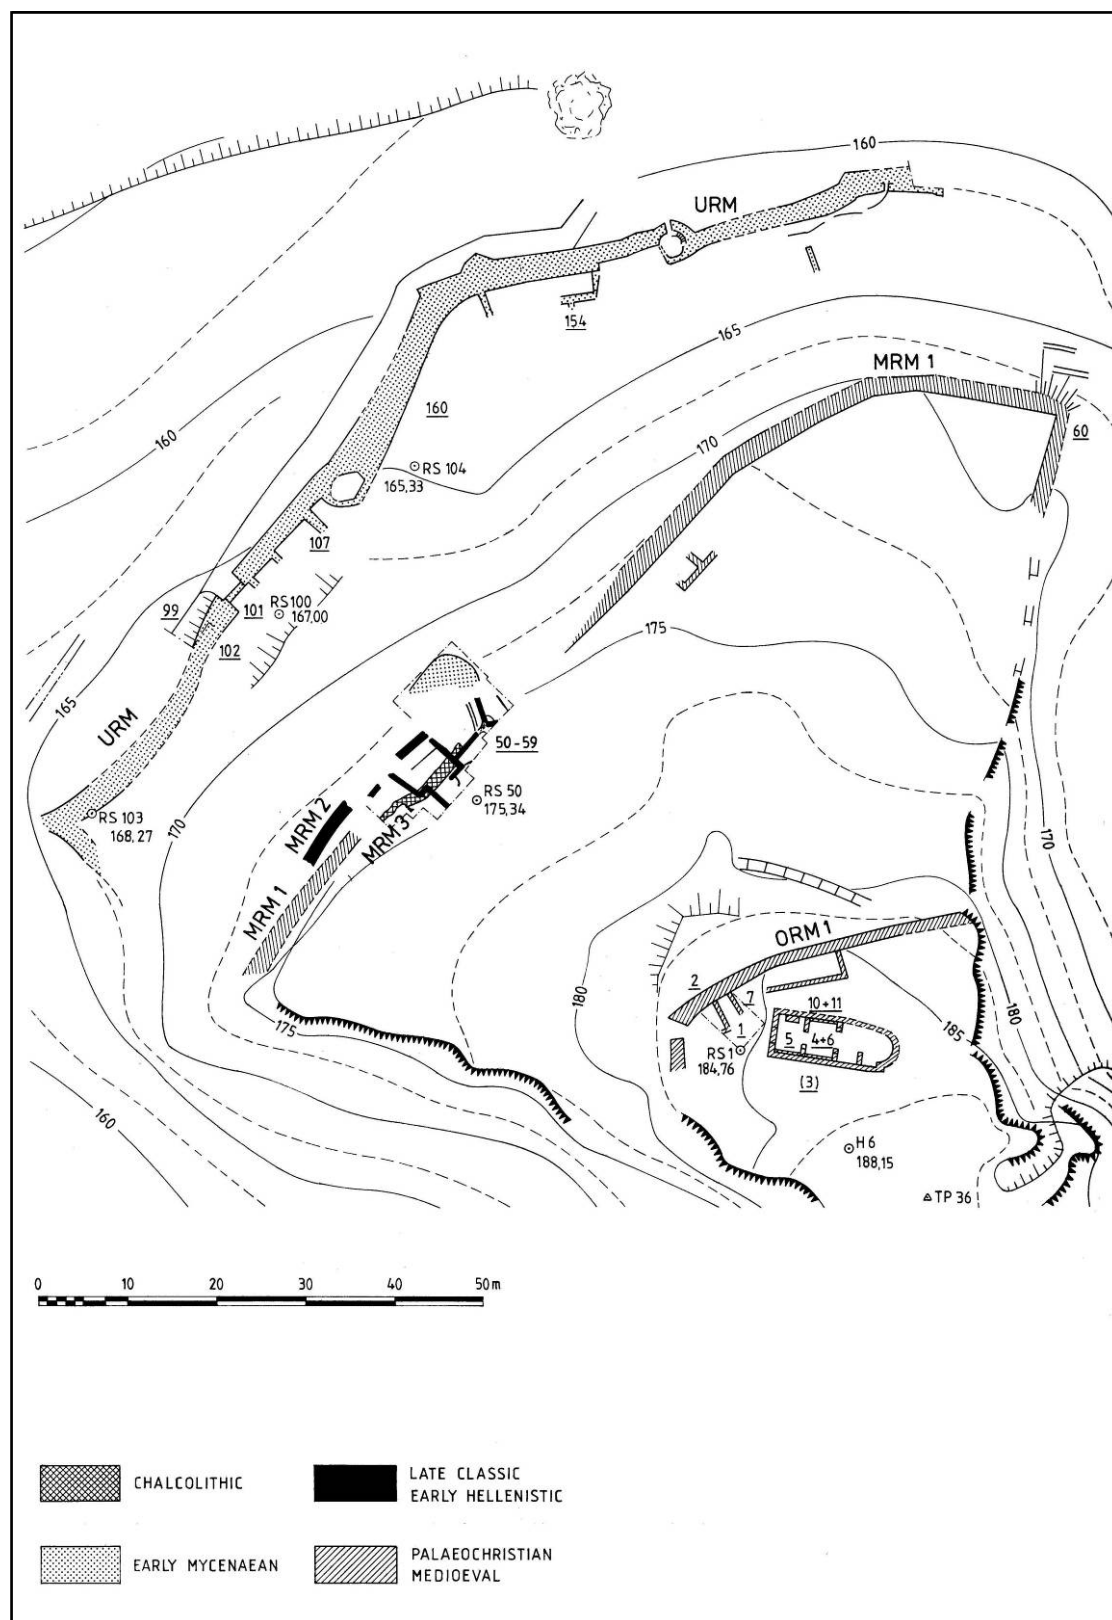 160
URM
154
165
MRM 1
160
160
170
60
RS 104
165,33
107
99
101
RS 100
167,00
102
175
165
URM
50-59
RS 50
175,34
RS 103
168,27
170
MRM 2
MRM 3
MRM 1
170
ORM 1
180
2
7
10+11
1
5
4+6
185
180
RS 1
184,76
(3)
175
160
H 6
188,15
TP 36
0 10 20 30 40 50 m
CHALCOLITHIC
LATE CLASSIC
EARLY HELLENISTIC
EARLY MYCENAEAN
PALAEOCHRISTIAN
MEDIOEVAL